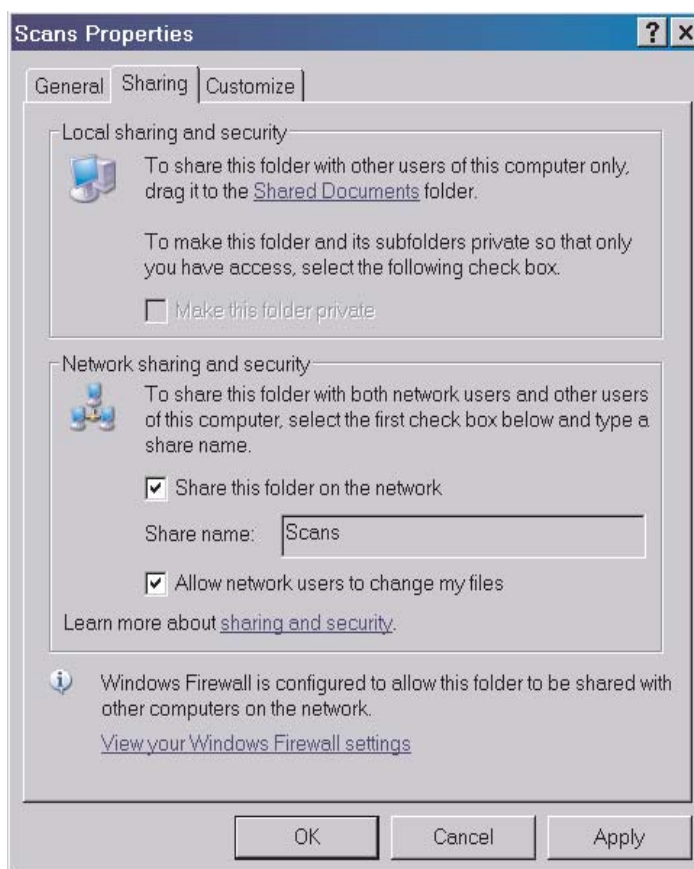 Scans Properties
General Sharing Customize
Local sharing and security
To share this folder with other users of this computer only,
drag it to the Shared Documents folder.
To make this folder and its subfolders private so that only
you have access, select the following check box.
Make this folder private
Network sharing and security
To share this folder with both network users and other users
of this computer, select the first check box below and type a
share name.
Share this folder on the network
Share name: Scans
Allow network users to change my files
Learn more about sharing and security.
Windows Firewall is configured to allow this folder to be shared with
other computers on the network.
View your Windows Firewall settings
OK Cancel Apply